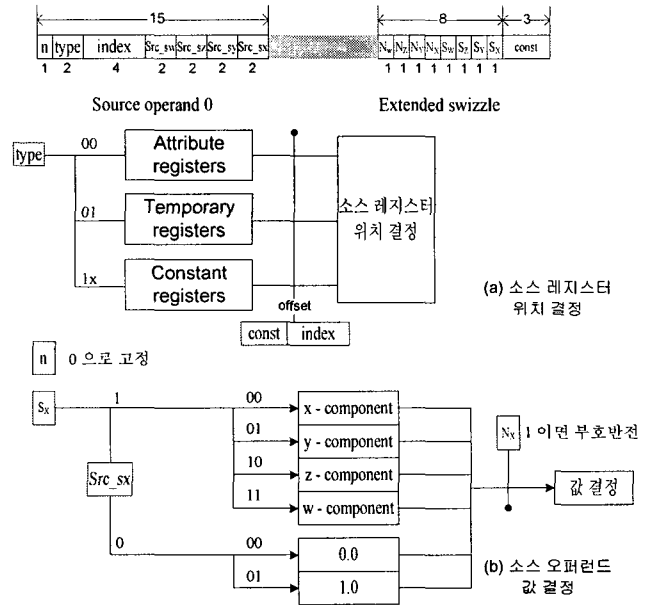 15 8 3
n type index Src_sw Src_sz Src_sy Src_sx Nw Nz Ny Nx Sw Sz Sy Sx const
1 2 4 2 2 2 2 1 1 1 1 1 1 1 1
Source operand 0 Extended swizzle
type 00 Attribute registers
01 Temporary registers
1x Constant registers
소스 레지스터
위치 결정
offset
const index
(a) 소스 레지스터
위치 결정
n 0 으로 고정
Sx 1 00 x - component
01 y - component
10 z - component
11 w - component
Src_sx
Nx 1 이면 부호반전
값 결정
0 00 0.0
01 1.0
(b) 소스 오퍼런드
값 결정